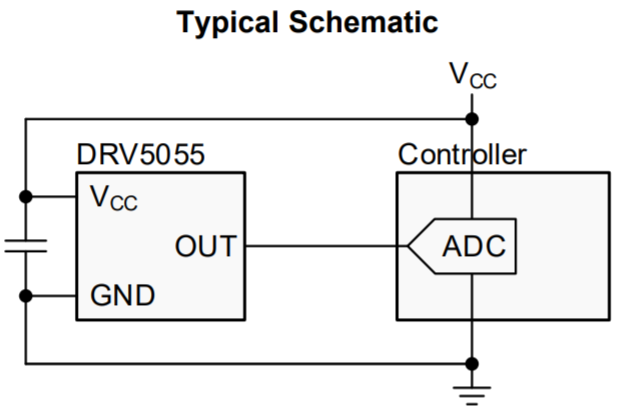 Typical Schematic
VCC
DRV5055
Controller
VCC
OUT
ADC
GND